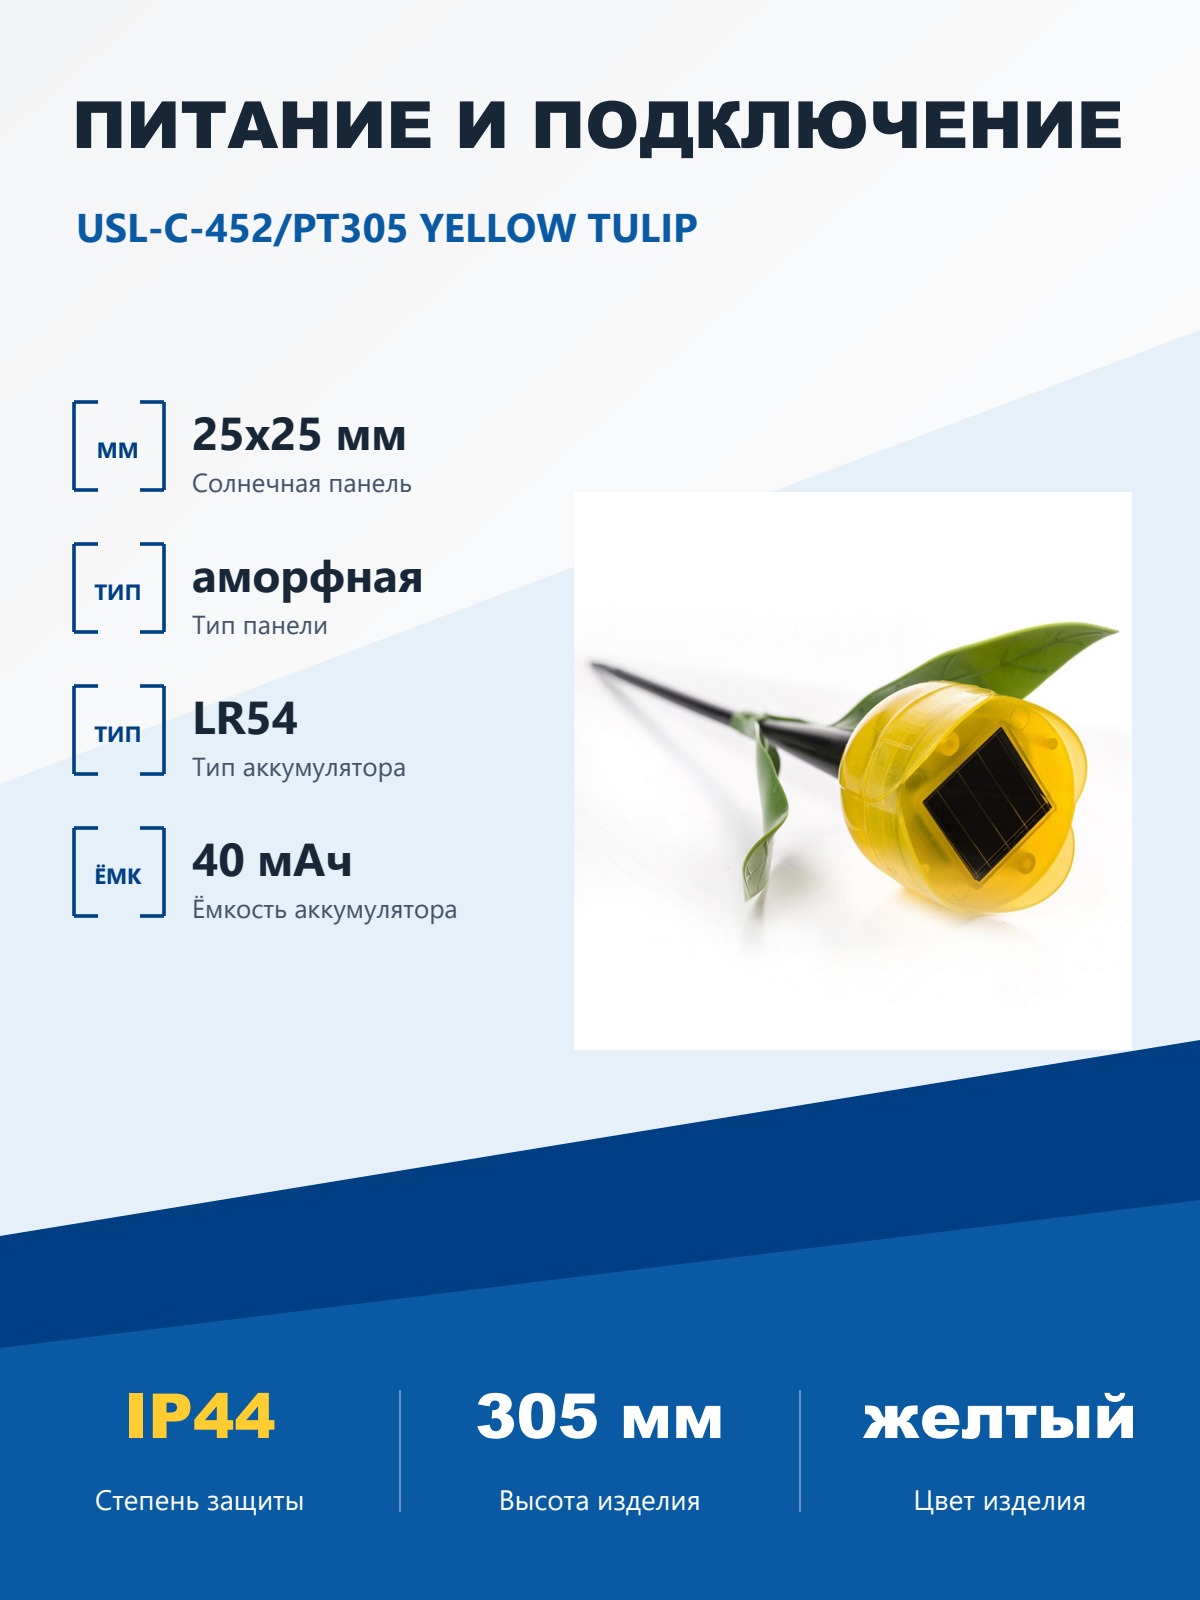 ПИТАНИЕ И ПОДКЛЮЧЕНИЕ
USL-C-452/PT305 YELLOW TULIP
ММ
25x25 мм
Солнечная панель
ТИП
аморфная
Тип панели
ТИП
LR54
Тип аккумулятора
ЁМК
40 мАч
Ёмкость аккумулятора
IP44
Степень защиты
305 мм
Высота изделия
желтый
Цвет изделия